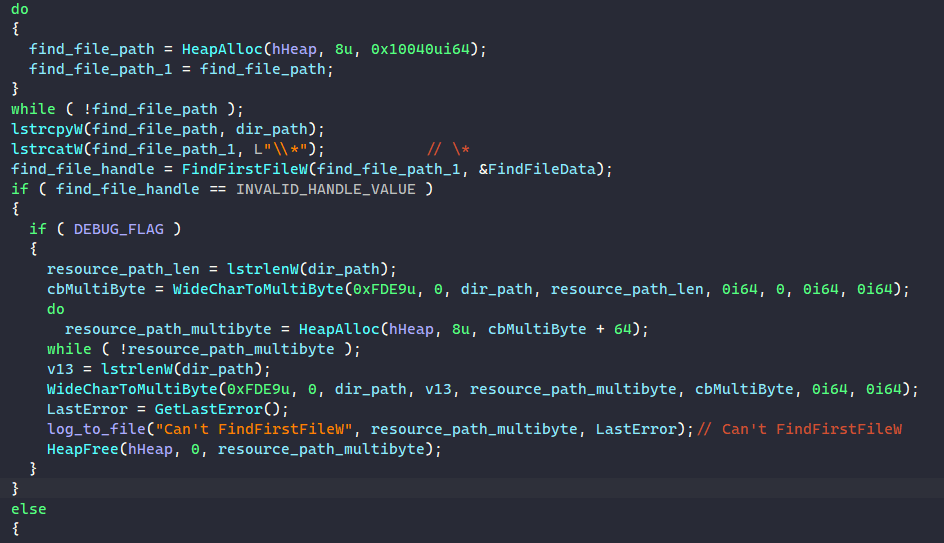 do
{
  find_file_path = HeapAlloc(hHeap, 8u, 0x10040ui64);
  find_file_path_1 = find_file_path;
}
while ( !find_file_path );
lstrcpyW(find_file_path, dir_path);
lstrcatW(find_file_path_1, L"\\*");            // \*
find_file_handle = FindFirstFileW(find_file_path_1, &FindFileData);
if ( find_file_handle == INVALID_HANDLE_VALUE )
{
  if ( DEBUG_FLAG )
  {
    resource_path_len = lstrlenW(dir_path);
    cbMultiByte = WideCharToMultiByte(0xFDE9u, 0, dir_path, resource_path_len, 0i64, 0, 0i64, 0i64);
    do
      resource_path_multibyte = HeapAlloc(hHeap, 8u, cbMultiByte + 64);
    while ( !resource_path_multibyte );
    v13 = lstrlenW(dir_path);
    WideCharToMultiByte(0xFDE9u, 0, dir_path, v13, resource_path_multibyte, cbMultiByte, 0i64, 0i64);
    LastError = GetLastError();
    log_to_file("Can't FindFirstFileW", resource_path_multibyte, LastError);// Can't FindFirstFileW
    HeapFree(hHeap, 0, resource_path_multibyte);
  }
}
else
{